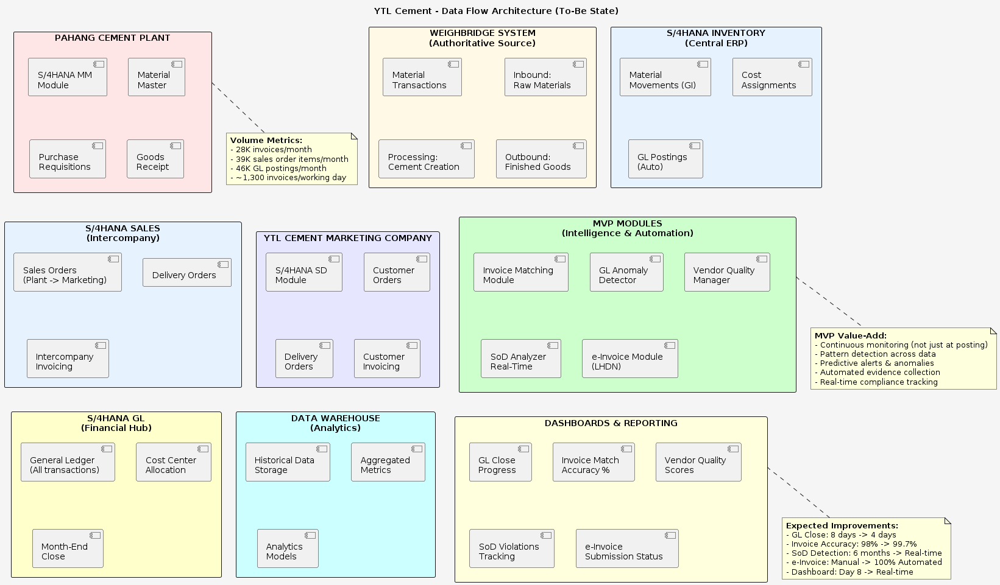 YTL Cement - Data Flow Architecture (To-Be State)
PAHANG CEMENT PLANT
S/4HANA MM
Module
Material
Master
Purchase
Requisitions
Goods
Receipt
Volume Metrics:
- 28K invoices/month
- 39K sales order items/month
- 46K GL postings/month
- ~1,300 invoices/working day
WEIGHBRIDGE SYSTEM
(Authoritative Source)
Material
Transactions
Inbound:
Raw Materials
Processing:
Cement Creation
Outbound:
Finished Goods
S/4HANA INVENTORY
(Central ERP)
Material
Movements (GI)
Cost
Assignments
GL Postings
(Auto)
S/4HANA SALES
(Intercompany)
Sales Orders
(Plant -> Marketing)
Delivery Orders
Intercompany
Invoicing
YTL CEMENT MARKETING COMPANY
S/4HANA SD
Module
Customer
Orders
Delivery
Orders
Customer
Invoicing
MVP MODULES
(Intelligence & Automation)
Invoice Matching
Module
GL Anomaly
Detector
Vendor Quality
Manager
SoD Analyzer
Real-Time
e-Invoice Module
(LHDN)
MVP Value-Add:
- Continuous monitoring (not just at posting)
- Pattern detection across data
- Predictive alerts & anomalies
- Automated evidence collection
- Real-time compliance tracking
S/4HANA GL
(Financial Hub)
General Ledger
(All transactions)
Cost Center
Allocation
Month-End
Close
DATA WAREHOUSE
(Analytics)
Historical Data
Storage
Aggregated
Metrics
Analytics
Models
DASHBOARDS & REPORTING
GL Close
Progress
Invoice Match
Accuracy %
Vendor Quality
Scores
SoD Violations
Tracking
e-Invoice
Submission Status
Expected Improvements:
- GL Close: 8 days -> 4 days
- Invoice Accuracy: 98% -> 99.7%
- SoD Detection: 6 months -> Real-time
- e-Invoice: Manual -> 100% Automated
- Dashboard: Day 8 -> Real-time